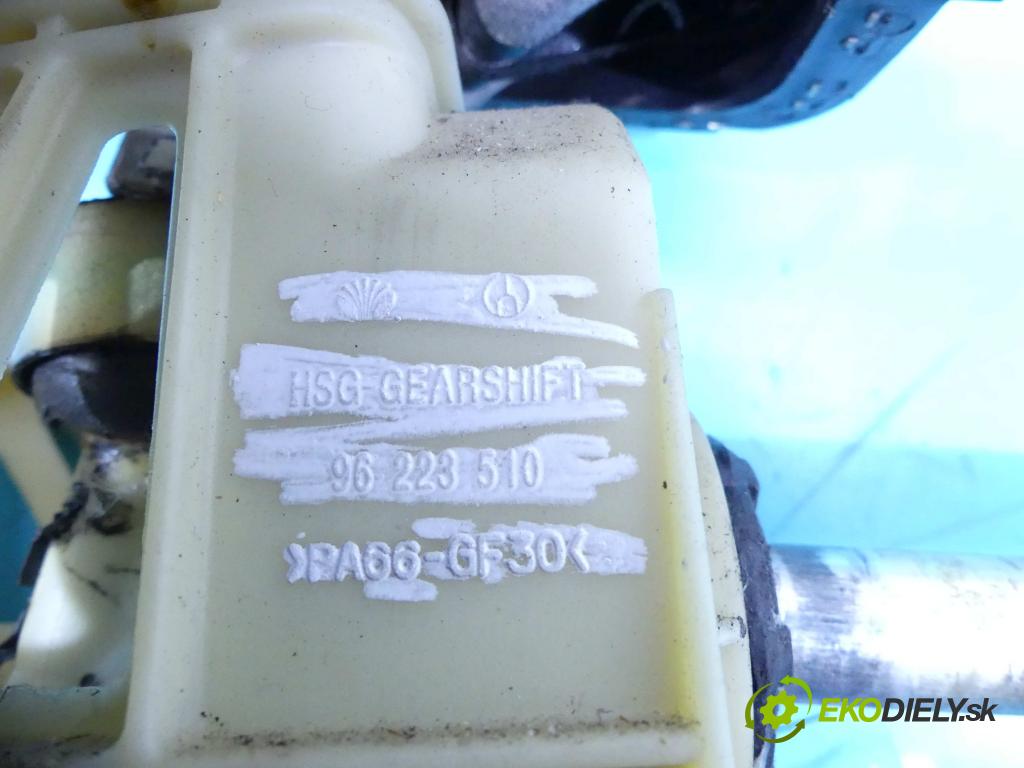 HSG-GEARSHIFT
96 223 510
>PA66-GF30<
EKODIELY.sk